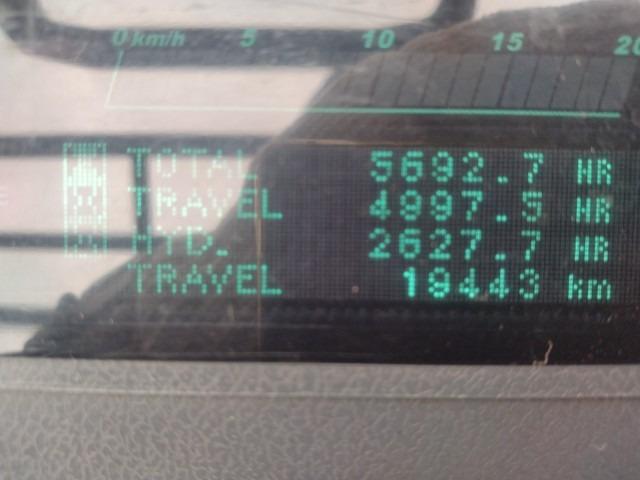 0 km/h 5 10 15 20
TOTAL 5692.7 HR
TRAVEL 4997.5 HR
HYD. 2627.7 HR
TRAVEL 19443 km